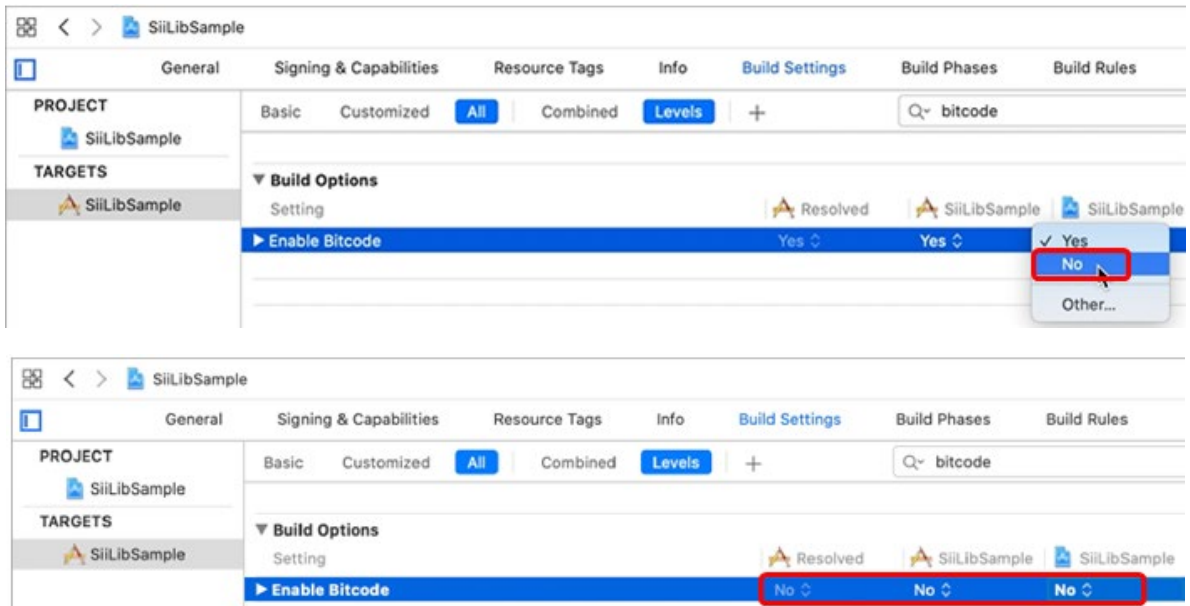 SiiLibSample
General Signing & Capabilities Resource Tags Info Build Settings Build Phases Build Rules
PROJECT
SiiLibSample
TARGETS
SiiLibSample
Basic Customized All Combined Levels + bitcode
Build Options
Setting Resolved SiiLibSample SiiLibSample
Enable Bitcode Yes Yes ✓ Yes
No
Other...
SiiLibSample
General Signing & Capabilities Resource Tags Info Build Settings Build Phases Build Rules
PROJECT
SiiLibSample
TARGETS
SiiLibSample
Basic Customized All Combined Levels + bitcode
Build Options
Setting Resolved SiiLibSample SiiLibSample
Enable Bitcode No No No